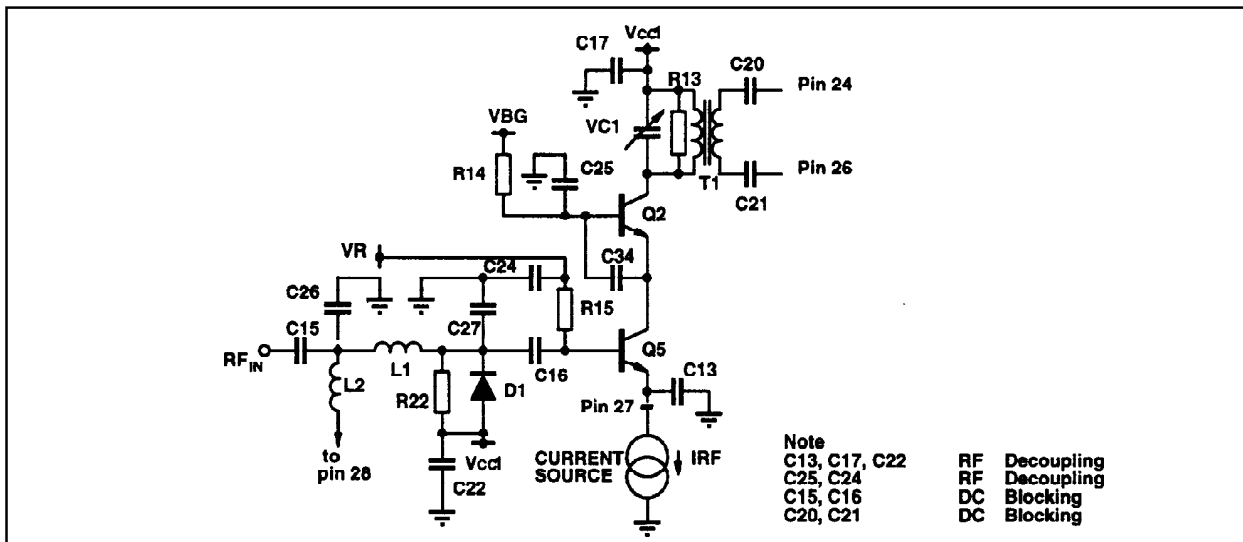 Vcc1
C17
R13
C20
Pin 24
VBG
VC1
R14
C25
Pin 26
T1
C21
Q2
VR
C24
C34
C26
R15
C27
C15
Q5
RF IN
L1
C16
C13
L2
R22
D1
Pin 27
to
pin 28
Vcc1
C22
CURRENT
SOURCE
IRF
Note
C13, C17, C22 RF Decoupling
C25, C24 RF Decoupling
C15, C16 DC Blocking
C20, C21 DC Blocking